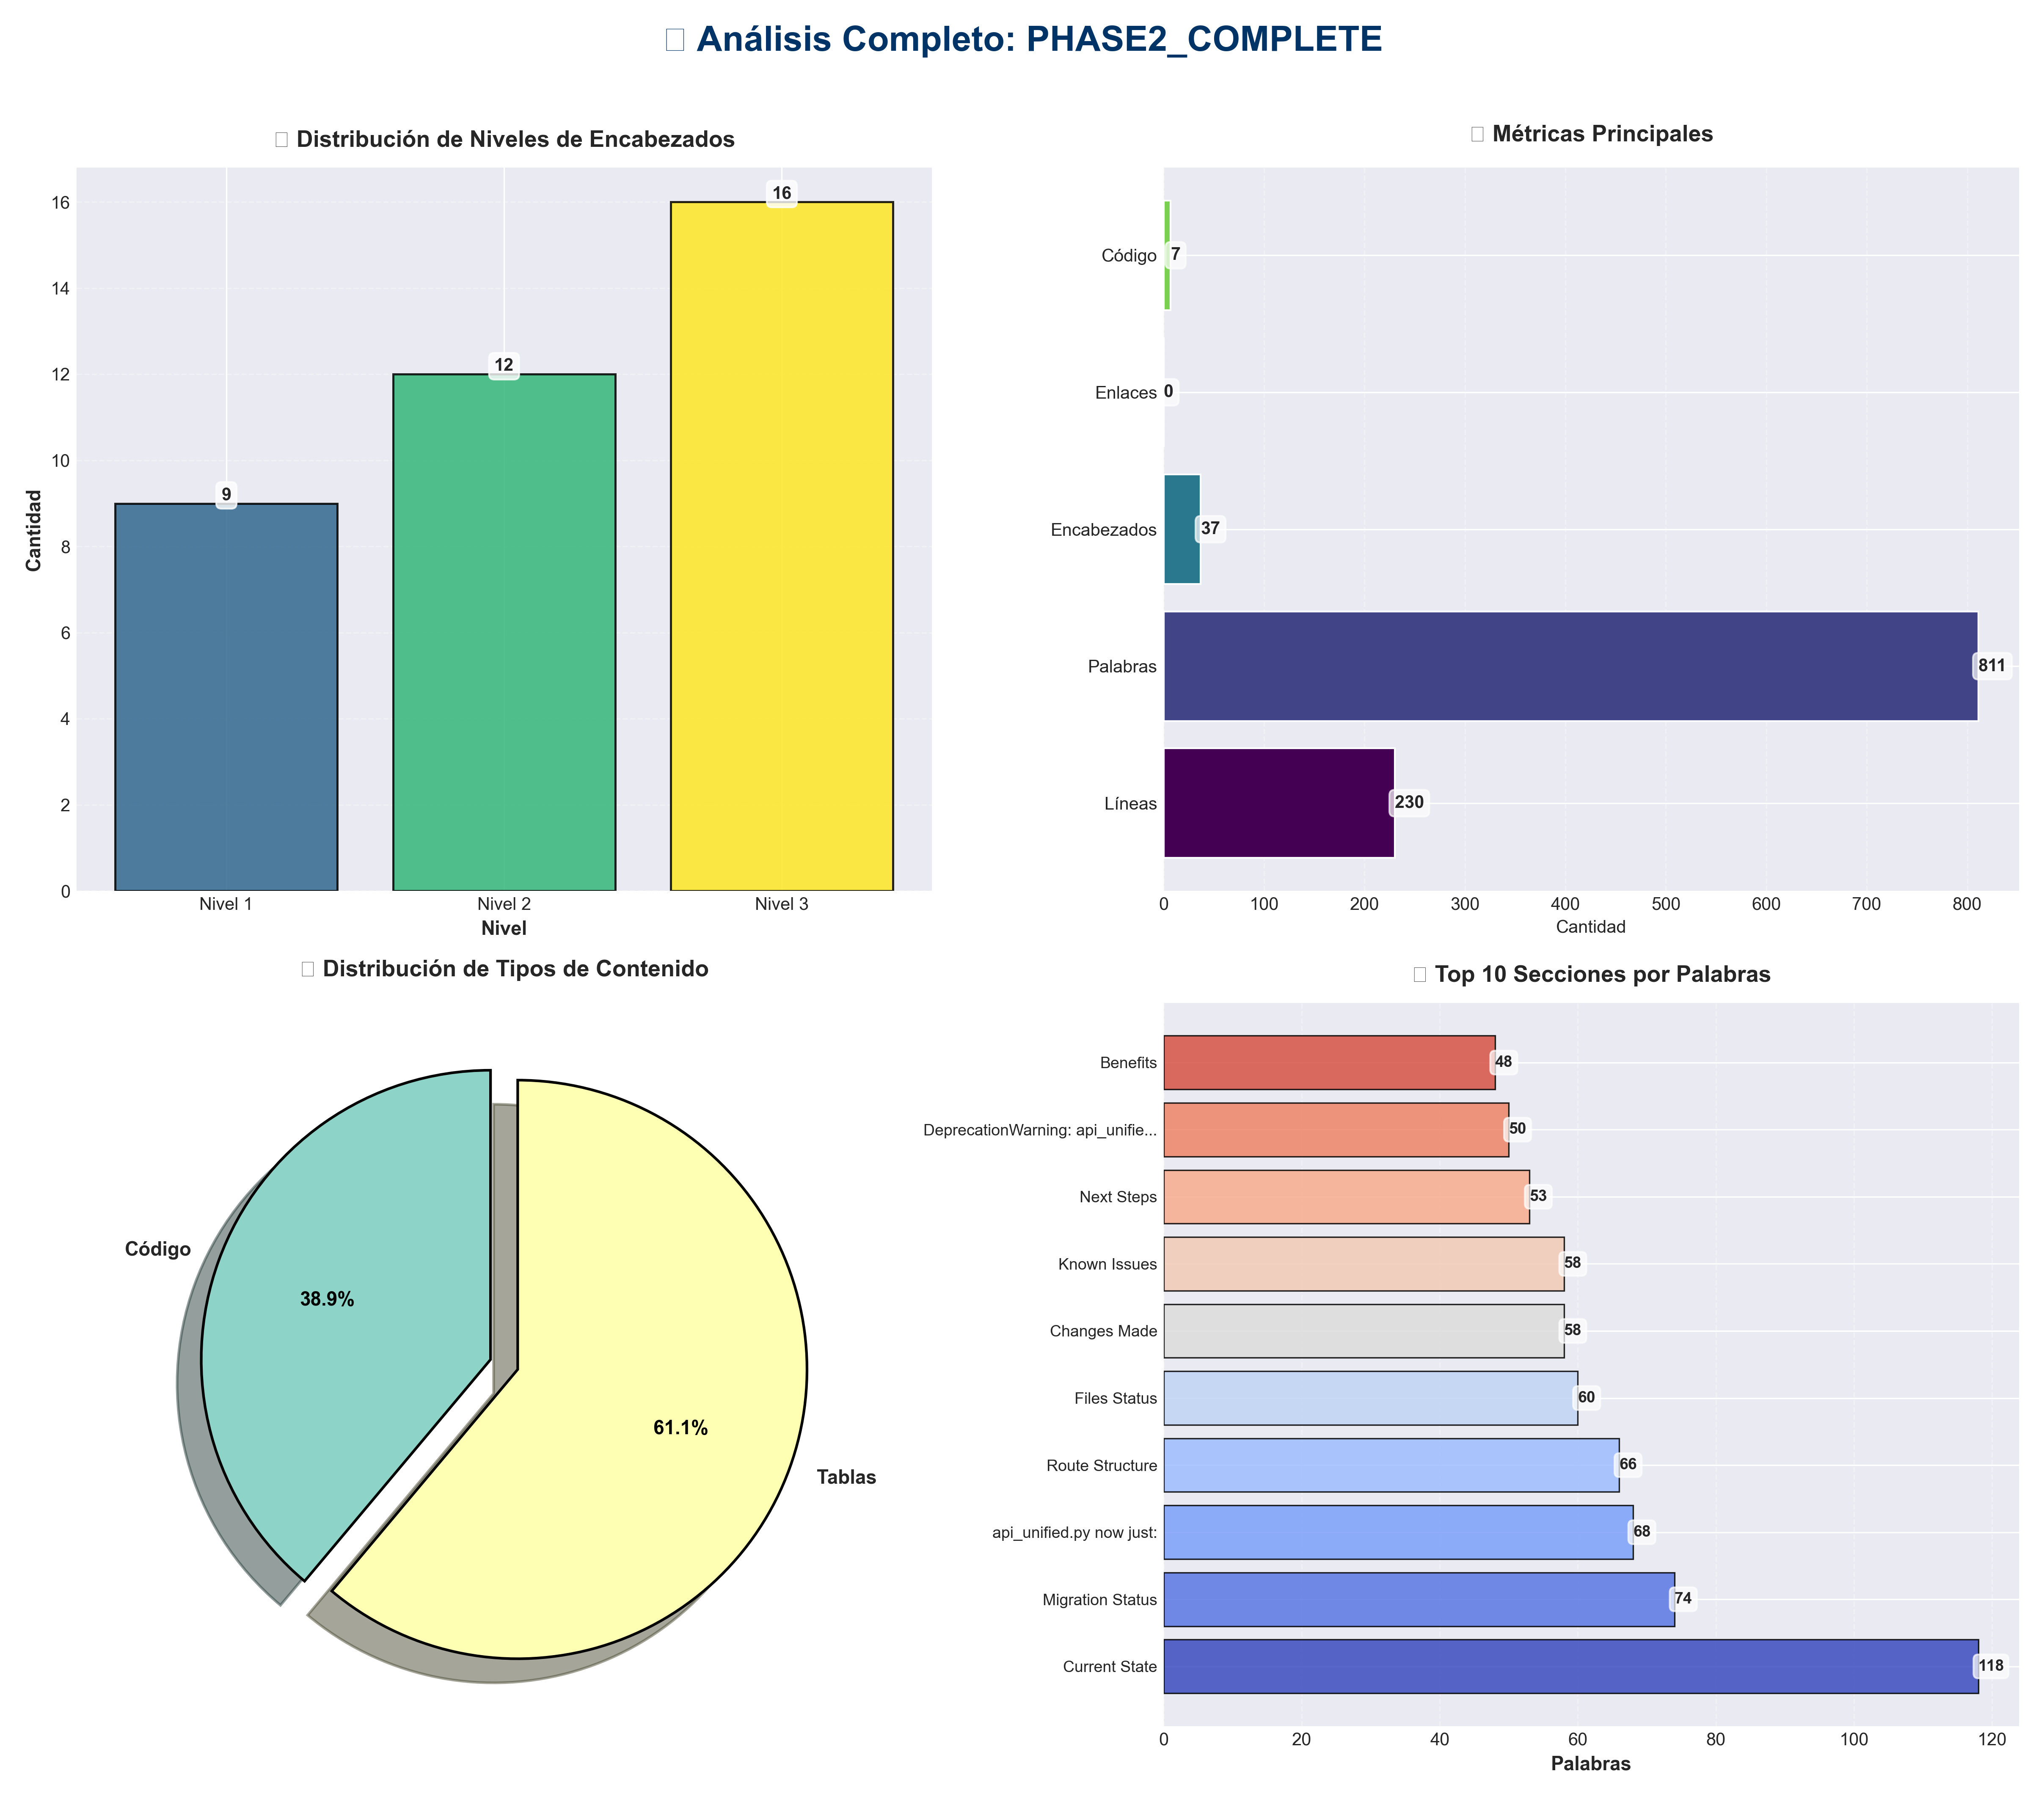 Análisis Completo: PHASE2_COMPLETE
Distribución de Niveles de Encabezados
Cantidad
16
14
12
10
8
6
4
2
0
9
12
16
Nivel 1
Nivel 2
Nivel 3
Nivel
Métricas Principales
Código
7
Enlaces
0
Encabezados
37
Palabras
811
Líneas
230
0 100 200 300 400 500 600 700 800
Cantidad
Distribución de Tipos de Contenido
Código
38.9%
61.1%
Tablas
Top 10 Secciones por Palabras
Benefits
48
DeprecationWarning: api_unifie...
50
Next Steps
53
Known Issues
58
Changes Made
58
Files Status
60
Route Structure
66
api_unified.py now just:
68
Migration Status
74
Current State
118
0 20 40 60 80 100 120
Palabras